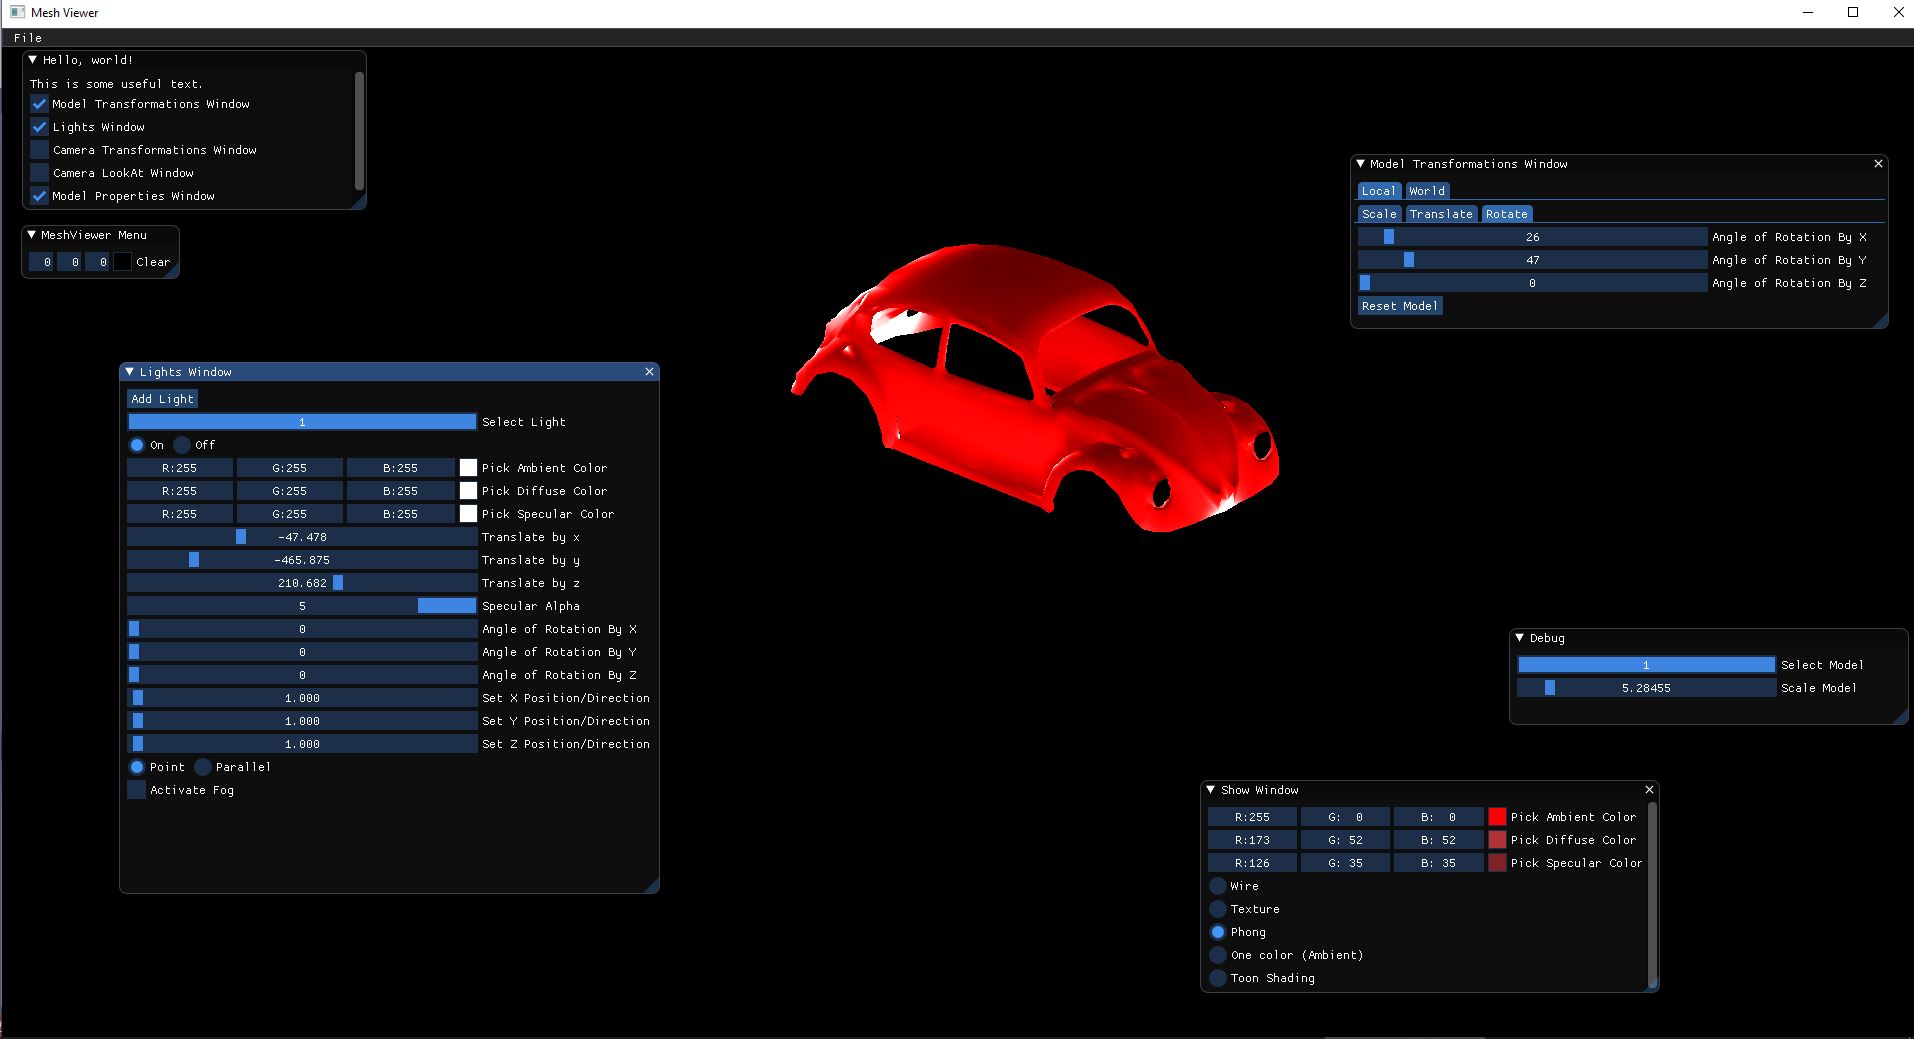 Mesh Viewer
File
Hello, world!
This is some useful text.
Model Transformations Window
Lights Window
Camera Transformations Window
Camera LookAt Window
Model Properties Window
MeshViewer Menu
0 0 0 Clear
Model Transformations Window
Local World
Scale Translate Rotate
26 Angle of Rotation By X
47 Angle of Rotation By Y
0 Angle of Rotation By Z
Reset Model
Lights Window
Add Light
1 Select Light
On Off
R:255 G:255 B:255 Pick Ambient Color
R:255 G:255 B:255 Pick Diffuse Color
R:255 G:255 B:255 Pick Specular Color
-47.478 Translate by x
-465.875 Translate by y
210.682 Translate by z
5 Specular Alpha
0 Angle of Rotation By X
0 Angle of Rotation By Y
0 Angle of Rotation By Z
1.000 Set X Position/Direction
1.000 Set Y Position/Direction
1.000 Set Z Position/Direction
Point Parallel
Activate Fog
Debug
1 Select Model
5.28455 Scale Model
Show Window
R:255 G: 0 B: 0 Pick Ambient Color
R:173 G: 52 B: 52 Pick Diffuse Color
R:126 G: 35 B: 35 Pick Specular Color
Wire
Texture
Phong
One color (Ambient)
Toon Shading